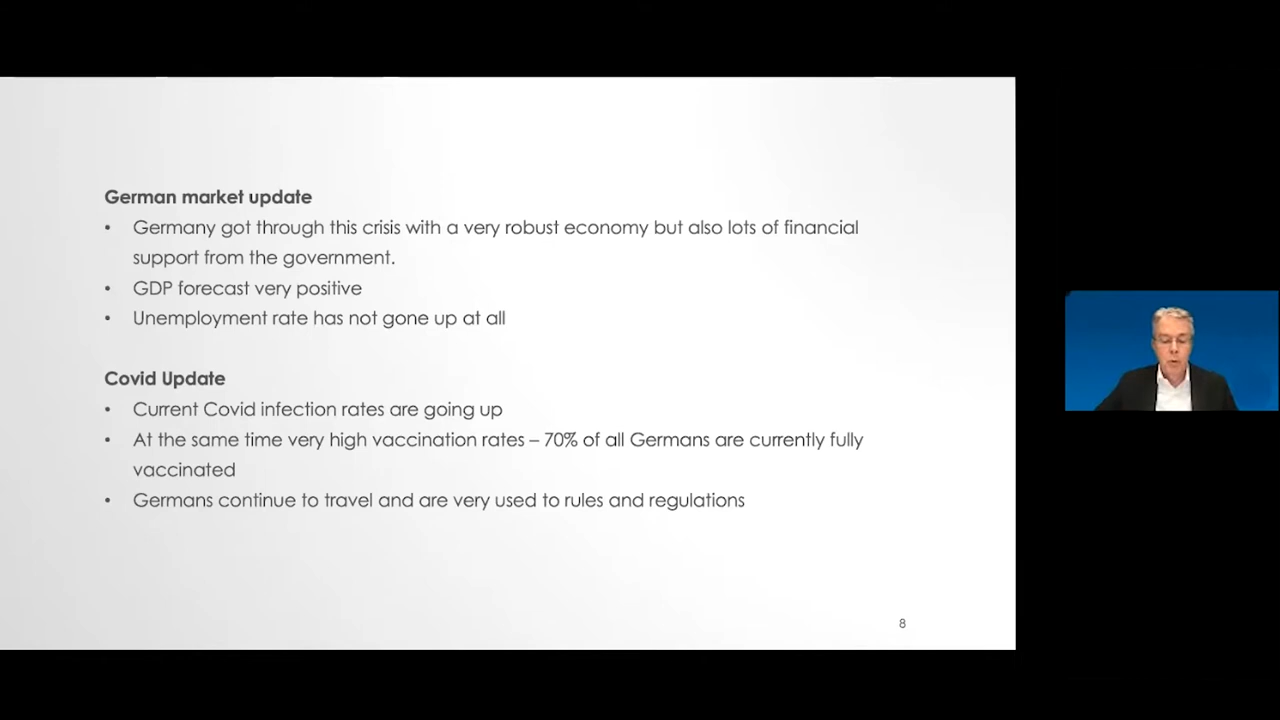 German market update
• Germany got through this crisis with a very robust economy but also lots of financial
support from the government.
• GDP forecast very positive
• Unemployment rate has not gone up at all
Covid Update
• Current Covid infection rates are going up
• At the same time very high vaccination rates – 70% of all Germans are currently fully
vaccinated
• Germans continue to travel and are very used to rules and regulations
8